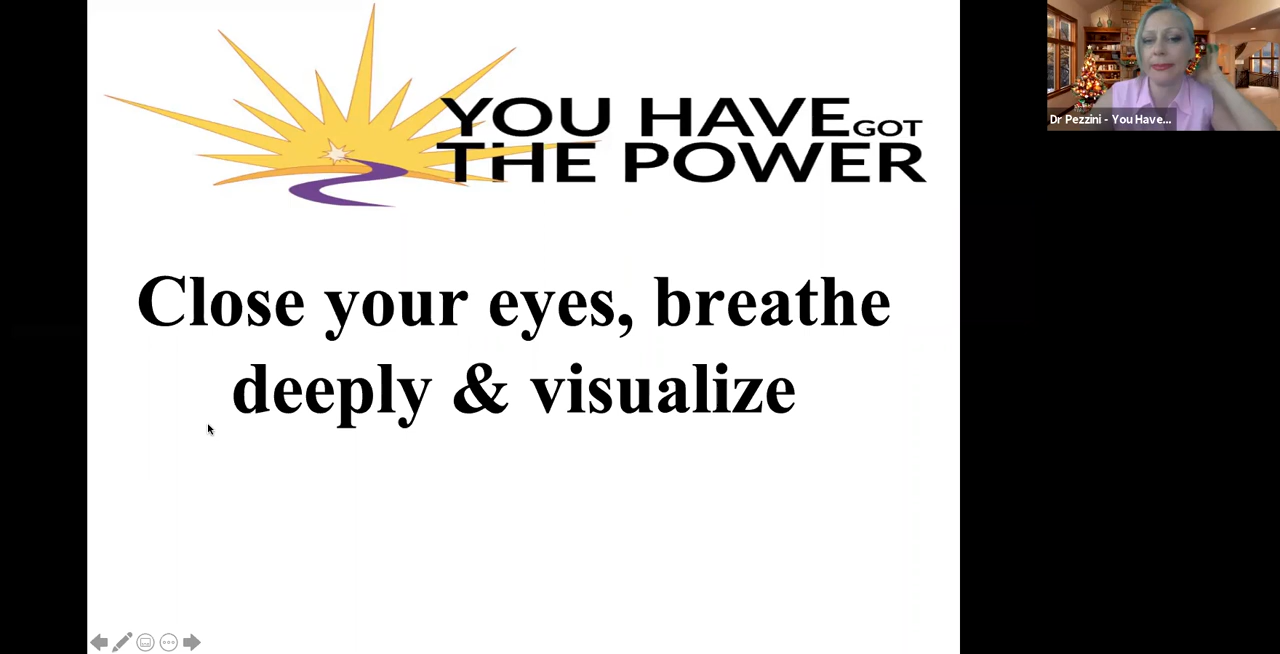 YOU HAVE GOT
THE POWER
Dr Pezzini - You Have...
Close your eyes, breathe
deeply & visualize